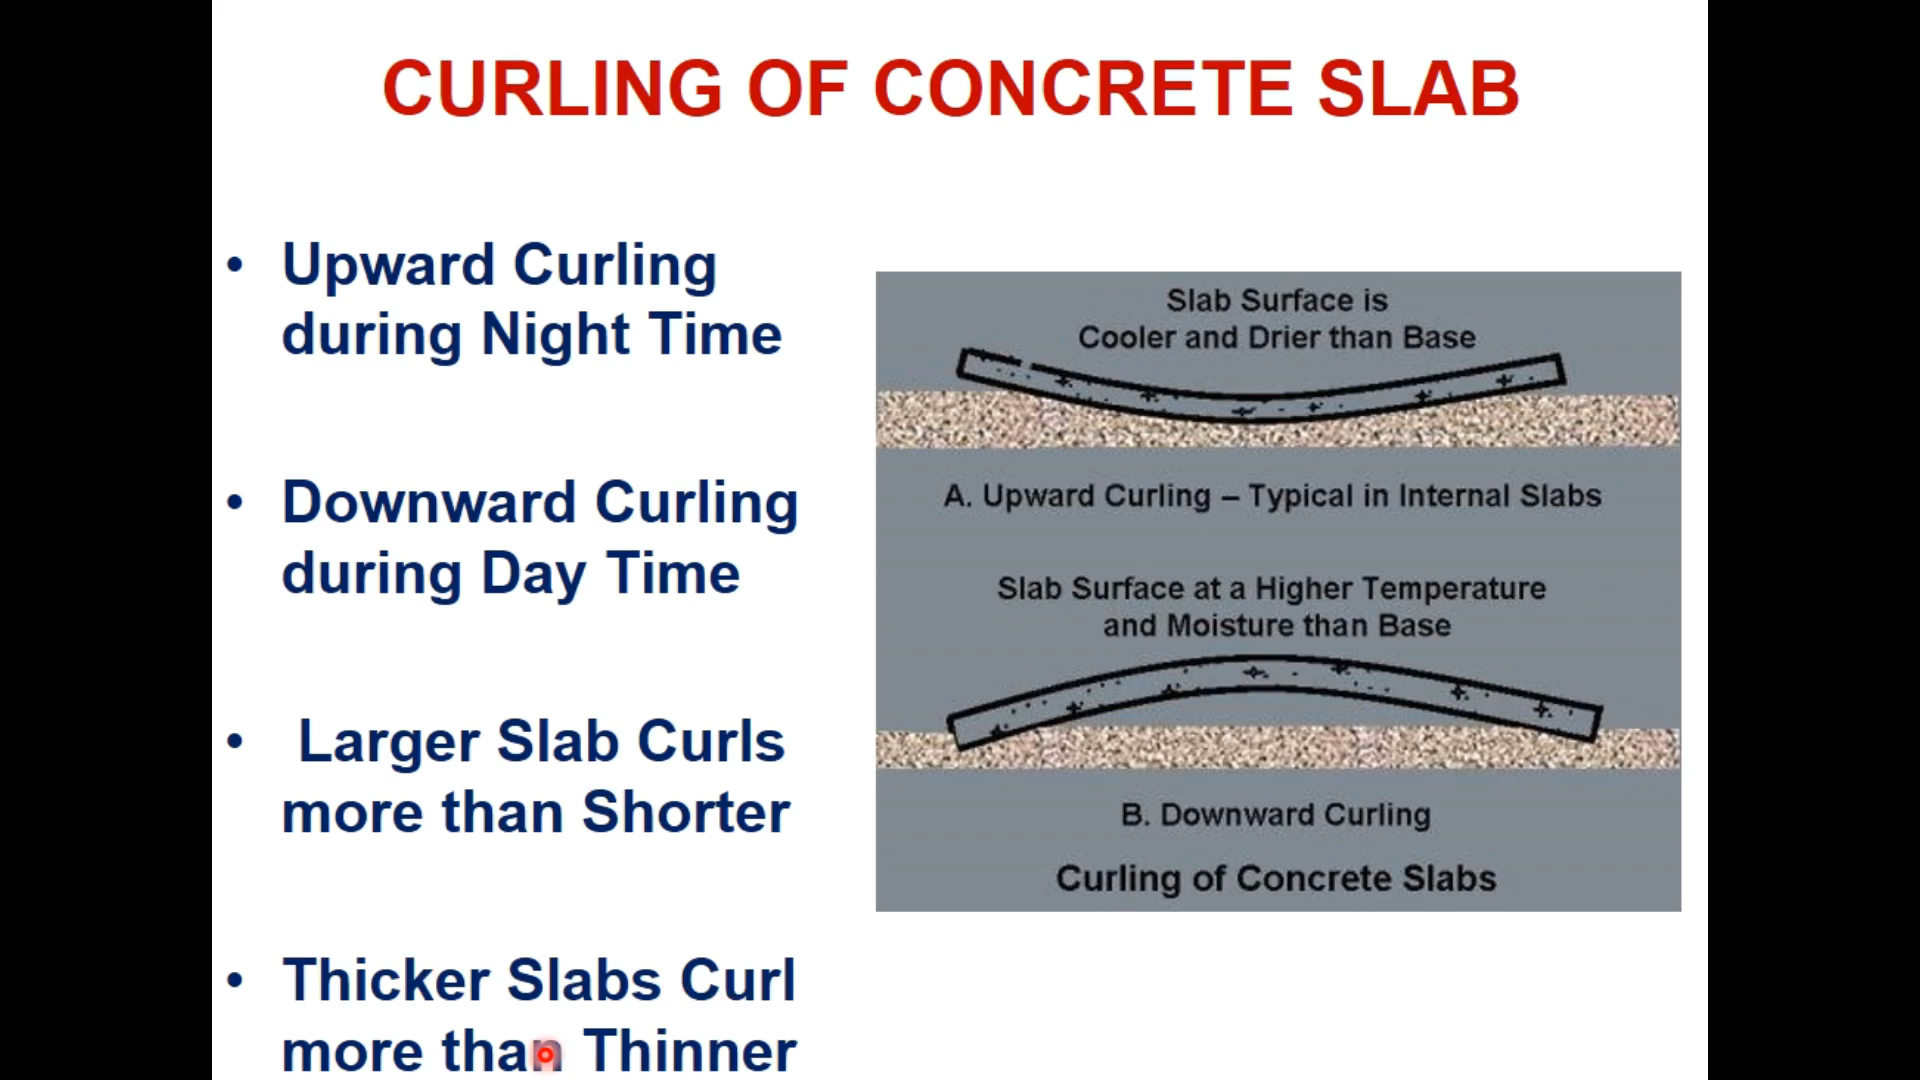 CURLING OF CONCRETE SLAB
• Upward Curling
during Night Time
• Downward Curling
during Day Time
• Larger Slab Curls
more than Shorter
• Thicker Slabs Curl
more than Thinner
Slab Surface is
Cooler and Drier than Base
A. Upward Curling – Typical in Internal Slabs
Slab Surface at a Higher Temperature
and Moisture than Base
B. Downward Curling
Curling of Concrete Slabs